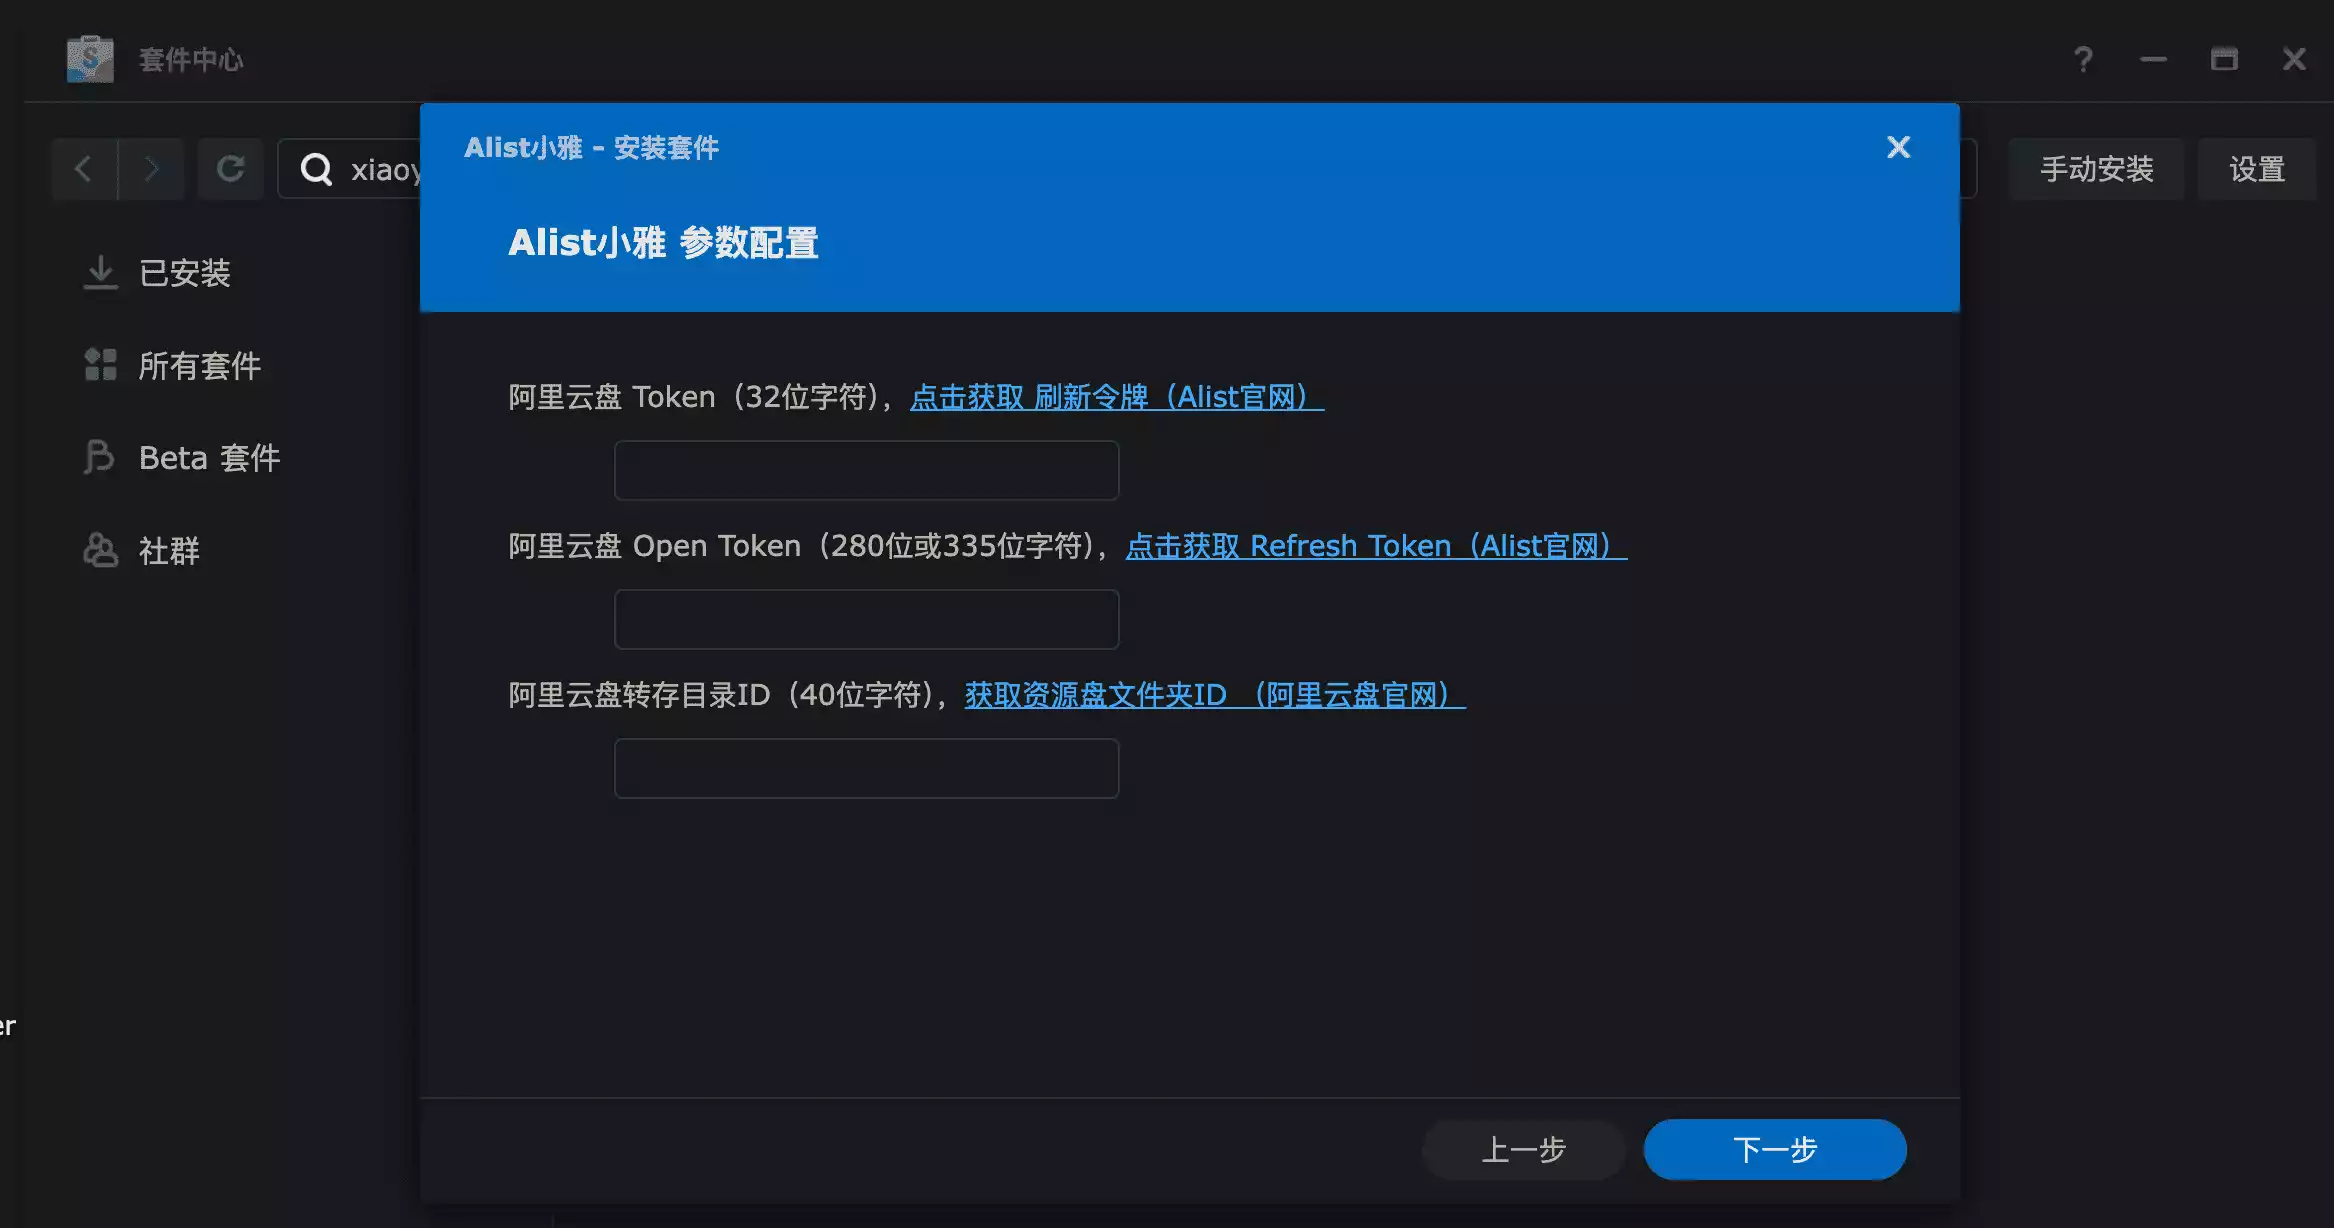 套件中心
xiaoy
手动安装
设置
已安装
所有套件
Beta 套件
社群
Alist小雅 - 安装套件
Alist小雅 参数配置
阿里云盘 Token（32位字符），点击获取 刷新令牌（Alist官网）
阿里云盘 Open Token（280位或335位字符），点击获取 Refresh Token（Alist官网）
阿里云盘转存目录ID（40位字符），获取资源盘文件夹ID （阿里云盘官网）
er
上一步
下一步